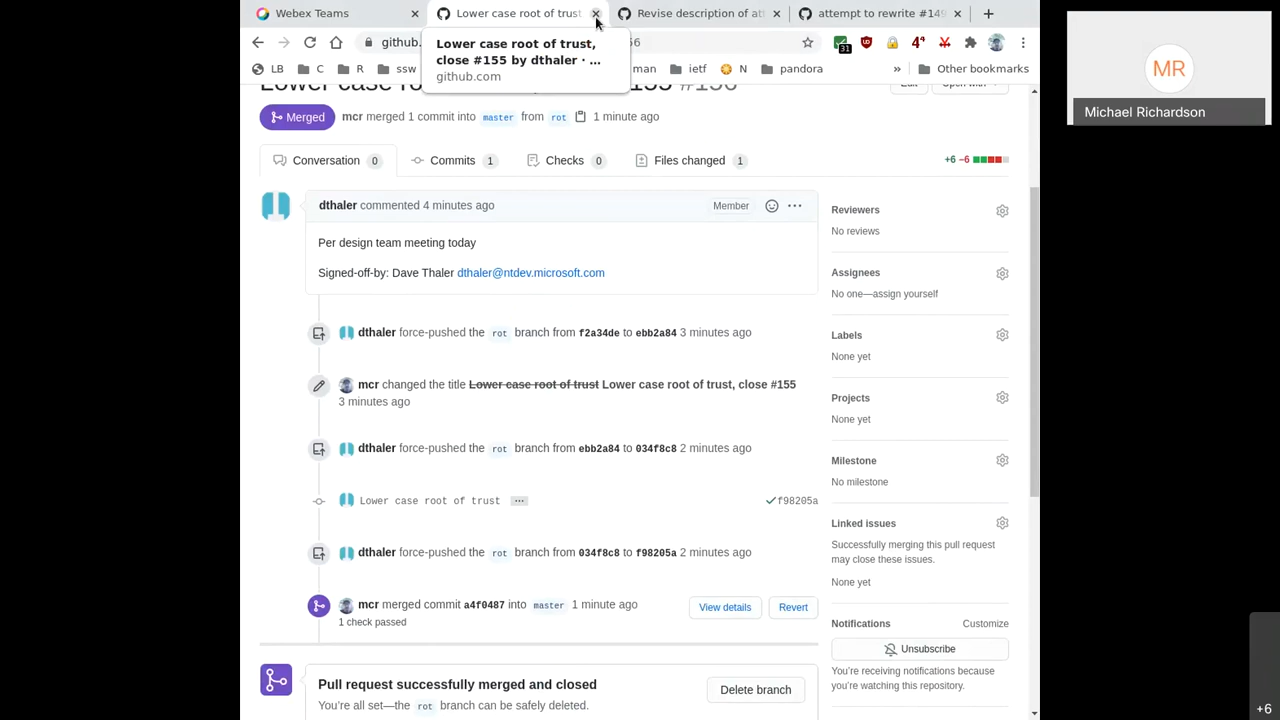 Webex Teams
Lower case root of trust
Revise description of at
attempt to rewrite #149
github.
Lower case root of trust,
close #155 by dthaler · ...
github.com
31
4ª
LB
C
R
ssw
man
ietf
N
pandora
»
Other bookmarks
Merged
mcr merged 1 commit into master from rot 1 minute ago
Conversation 0
Commits 1
Checks 0
Files changed 1
+6 −6
dthaler commented 4 minutes ago
Member
Per design team meeting today
Signed-off-by: Dave Thaler dthaler@ntdev.microsoft.com
dthaler force-pushed the rot branch from f2a34de to ebb2a84 3 minutes ago
mcr changed the title Lower case root of trust Lower case root of trust, close #155
3 minutes ago
dthaler force-pushed the rot branch from ebb2a84 to 034f8c8 2 minutes ago
Lower case root of trust ...
f98205a
dthaler force-pushed the rot branch from 034f8c8 to f98205a 2 minutes ago
mcr merged commit a4f0487 into master 1 minute ago
1 check passed
View details
Revert
Pull request successfully merged and closed
You're all set—the rot branch can be safely deleted.
Delete branch
Reviewers
No reviews
Assignees
No one—assign yourself
Labels
None yet
Projects
None yet
Milestone
No milestone
Linked issues
Successfully merging this pull request
may close these issues.
None yet
Notifications
Customize
Unsubscribe
You're receiving notifications because
you're watching this repository.
MR
Michael Richardson
+6